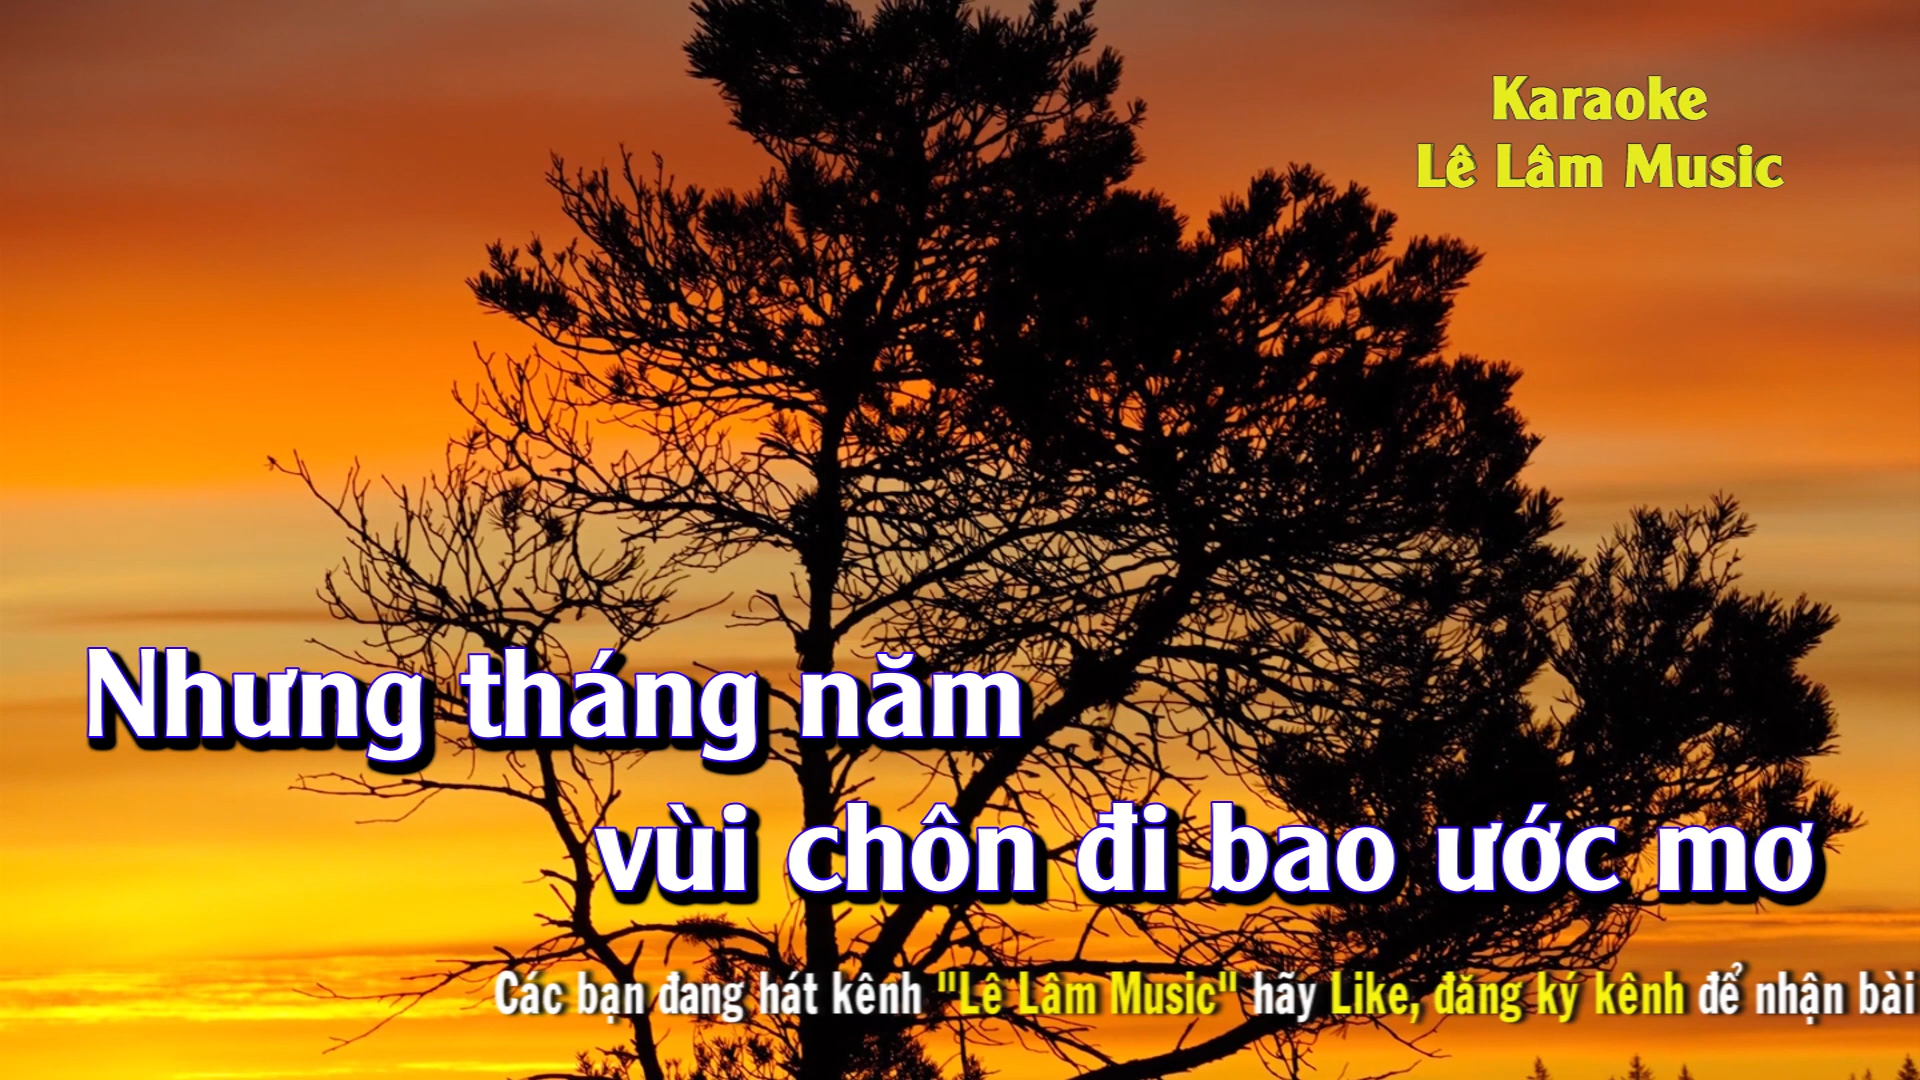 Karaoke
Lê Lâm Music
Nhưng tháng năm
vùi chôn đi bao ước mơ
Các bạn đang hát kênh "Lê Lâm Music" hãy Like, đăng ký kênh để nhận bài